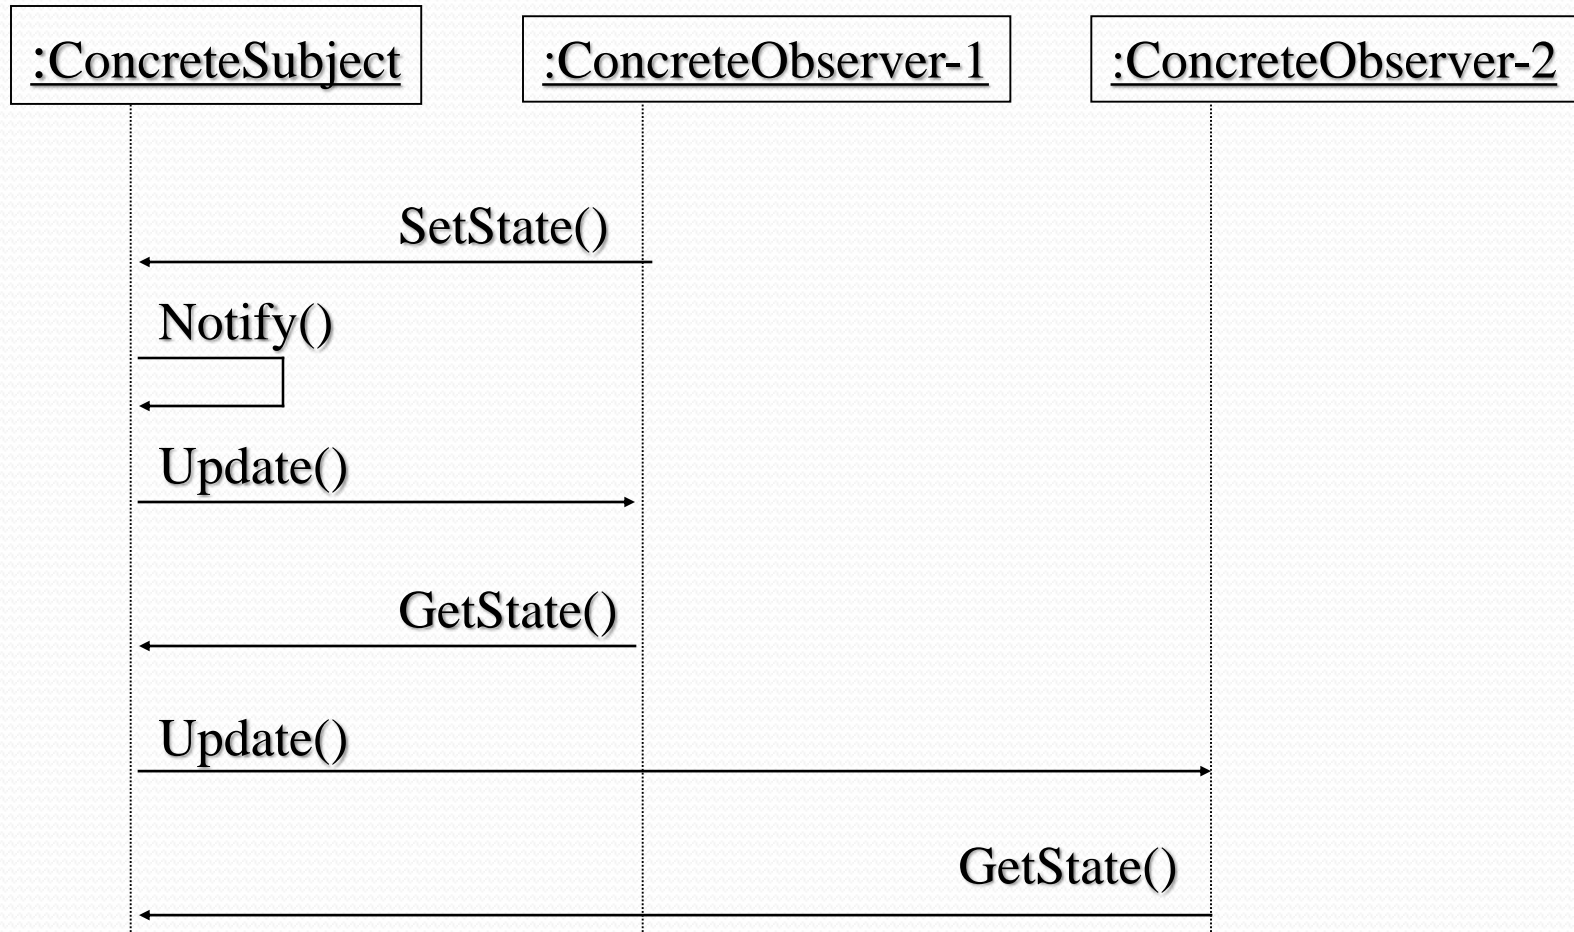 :ConcreteSubject
:ConcreteObserver-1
:ConcreteObserver-2
SetState()
Notify()
Update()
GetState()
Update()
GetState()